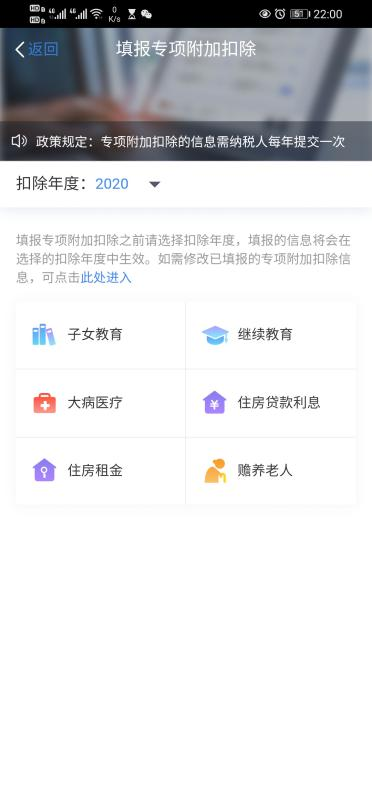 HD 46 46 0 K/s 51 22:00
返回 填报专项附加扣除
政策规定：专项附加扣除的信息需纳税人每年提交一次
扣除年度：2020
填报专项附加扣除之前请选择扣除年度，填报的信息将会在
选择的扣除年度中生效。如需修改已填报的专项附加扣除信
息，可点击此处进入
子女教育 继续教育
大病医疗 住房贷款利息
住房租金 赡养老人